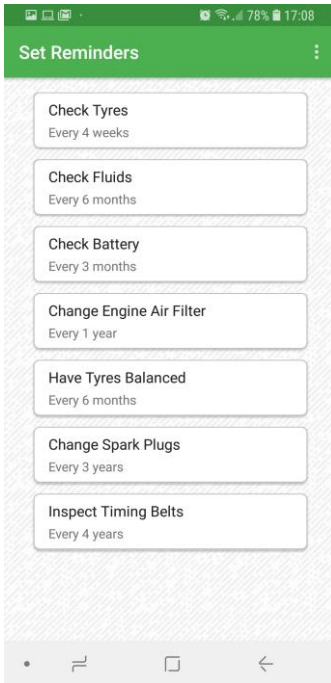 78% 17:08
Set Reminders
Check Tyres
Every 4 weeks
Check Fluids
Every 6 months
Check Battery
Every 3 months
Change Engine Air Filter
Every 1 year
Have Tyres Balanced
Every 6 months
Change Spark Plugs
Every 3 years
Inspect Timing Belts
Every 4 years